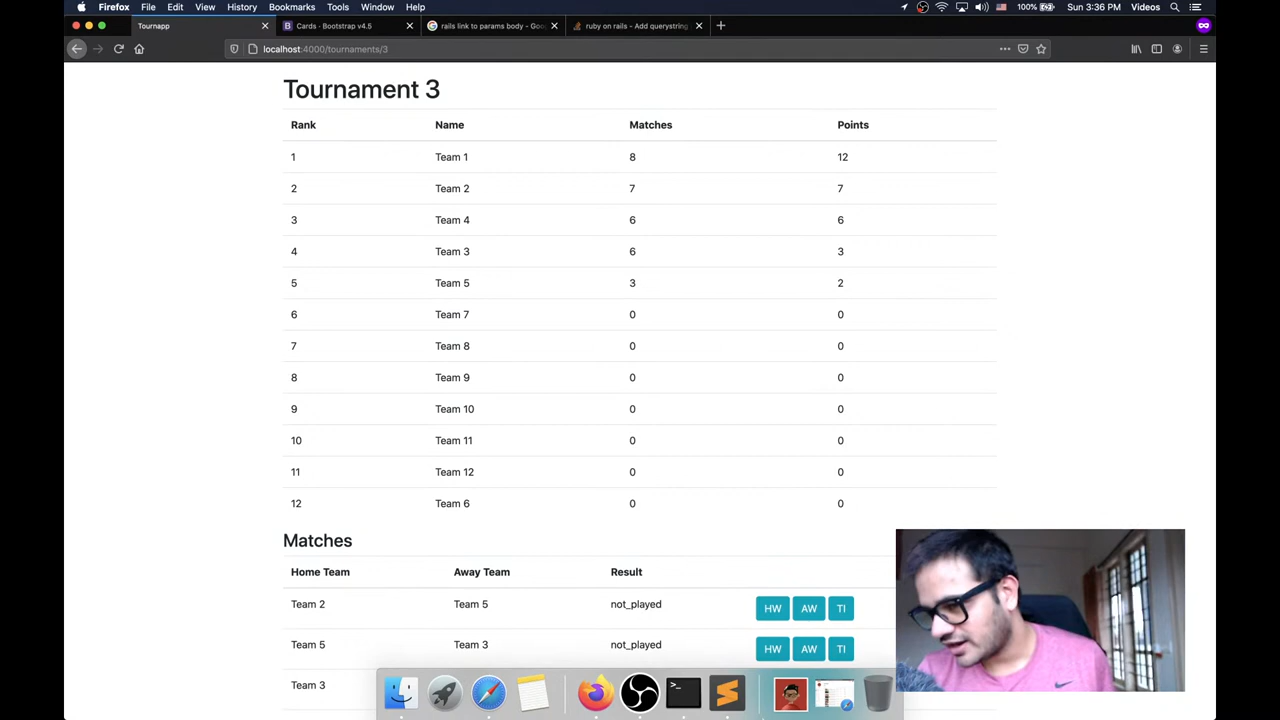 Firefox File Edit View History Bookmarks Tools Window Help 100% Sun 3:36 PM Videos
Tournapp Cards · Bootstrap v4.5 rails link to params body - Goo ruby on rails - Add querystring
localhost:4000/tournaments/3
Tournament 3
Rank Name Matches Points
1 Team 1 8 12
2 Team 2 7 7
3 Team 4 6 6
4 Team 3 6 3
5 Team 5 3 2
6 Team 7 0 0
7 Team 8 0 0
8 Team 9 0 0
9 Team 10 0 0
10 Team 11 0 0
11 Team 12 0 0
12 Team 6 0 0
Matches
Home Team Away Team Result
Team 2 Team 5 not_played HW AW TI
Team 5 Team 3 not_played HW AW TI
Team 3